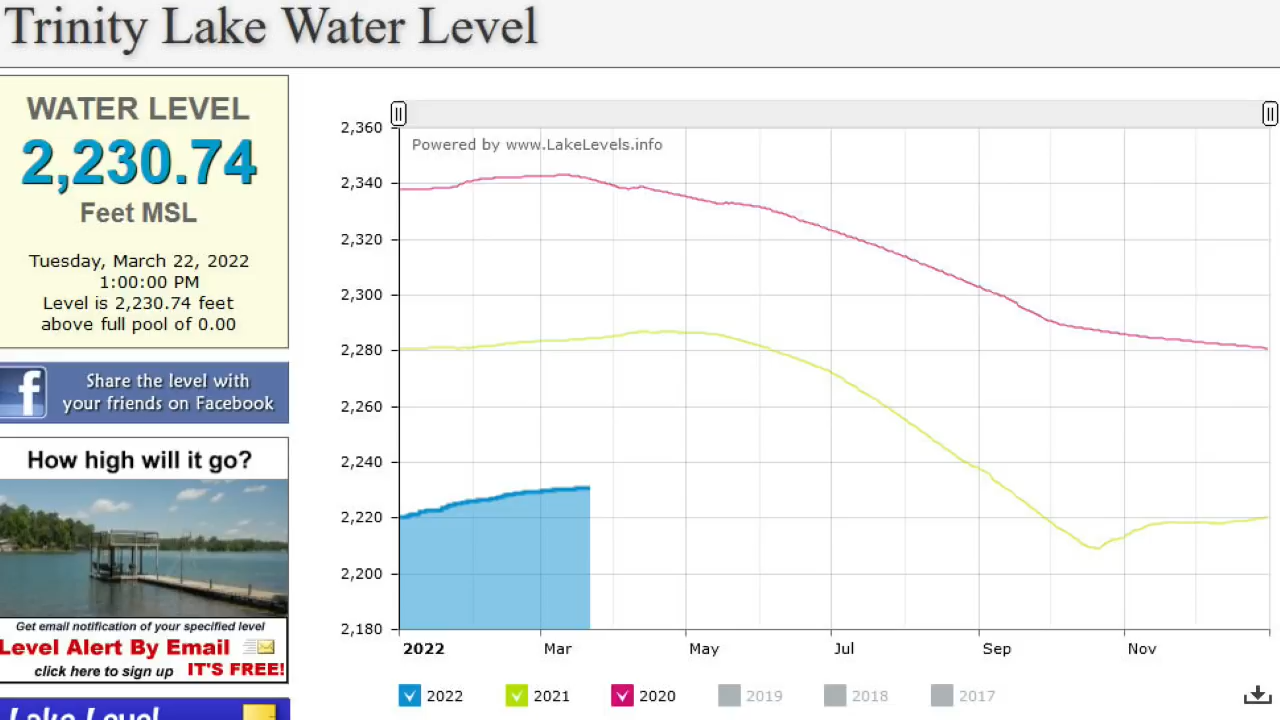 Trinity Lake Water Level
WATER LEVEL
2,230.74
Feet MSL
Tuesday, March 22, 2022
1:00:00 PM
Level is 2,230.74 feet
above full pool of 0.00
f
Share the level with
your friends on Facebook
How high will it go?
Get email notification of your specified level
Level Alert By Email
click here to sign up IT'S FREE!
Lake Level
Powered by www.LakeLevels.info
2,360
2,340
2,320
2,300
2,280
2,260
2,240
2,220
2,200
2,180
2022 Mar May Jul Sep Nov
2022 2021 2020 2019 2018 2017